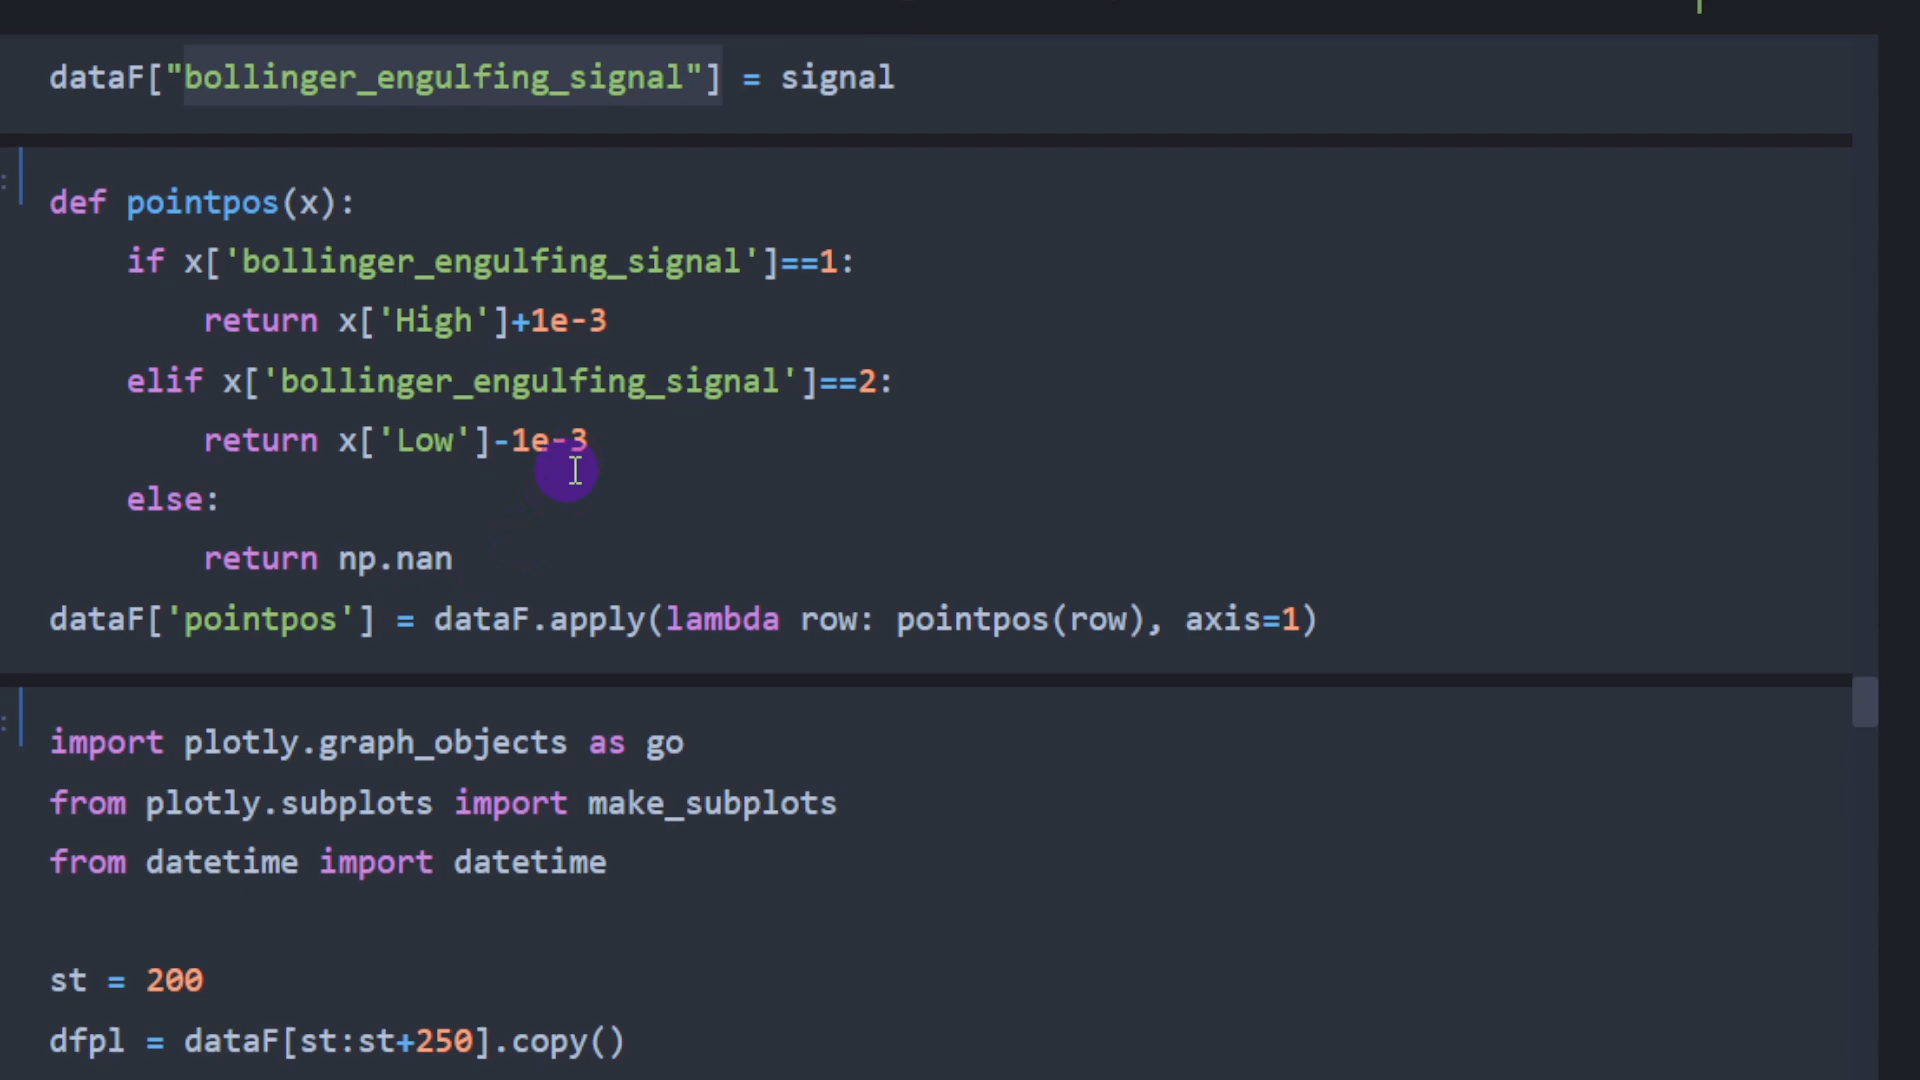 dataF["bollinger_engulfing_signal"] = signal
def pointpos(x):
    if x['bollinger_engulfing_signal']==1:
        return x['High']+1e-3
    elif x['bollinger_engulfing_signal']==2:
        return x['Low']-1e-3
    else:
        return np.nan
dataF['pointpos'] = dataF.apply(lambda row: pointpos(row), axis=1)
import plotly.graph_objects as go
from plotly.subplots import make_subplots
from datetime import datetime
st = 200
dfpl = dataF[st:st+250].copy()